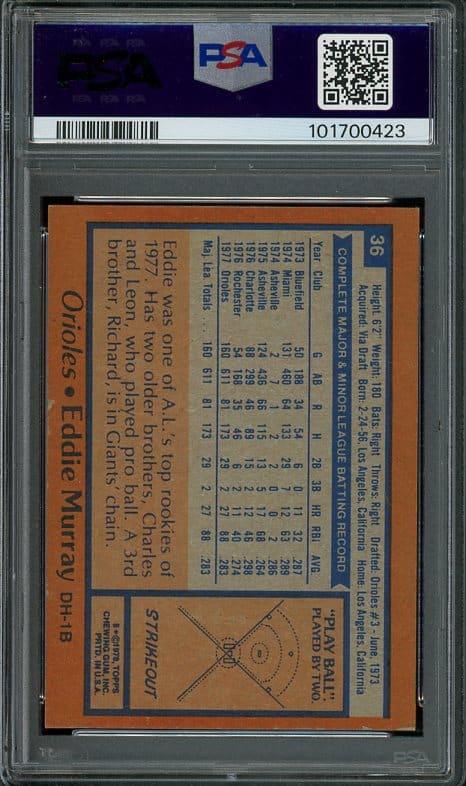 PSA PSA PSA
PSA
PSA PSA PSA
PSA
101700423
36
Height: 6'2" Weight: 180 Bats: Right Throws: Right Drafted: Orioles #3 - June, 1973
Acquired: Via Draft Born: 2-24-56, Los Angeles, California Home: Los Angeles, California
COMPLETE MAJOR & MINOR LEAGUE BATTING RECORD
Year Club G AB R H 2B 3B HR RBI AVG.
1973 Bluefield 50 188 34 54 6 0 11 32 .287
1974 Miami 131 460 64 133 29 7 12 63 .289
1974 Asheville 2 7 1 2 2 0 0 2 .286
1975 Asheville 124 436 66 115 13 5 17 68 .264
1976 Charlotte 88 299 46 89 15 2 12 46 .298
1976 Rochester 54 168 35 46 6 2 11 40 .274
1977 Orioles 160 611 81 173 29 2 27 88 .283
Maj. Lea. Totals . . . 160 611 81 173 29 2 27 88 .283
Eddie was one of A.L.'s top rookies of
1977. Has two older brothers, Charles
and Leon, who played pro ball. A 3rd
brother, Richard, is in Giants' chain.
"PLAY BALL"
PLAYED BY TWO
STRIKEOUT
B*©1978, TOPPS
CHEWING GUM, INC.
PRTD. IN U.S.A.
Orioles • Eddie Murray DH-1B
PSA